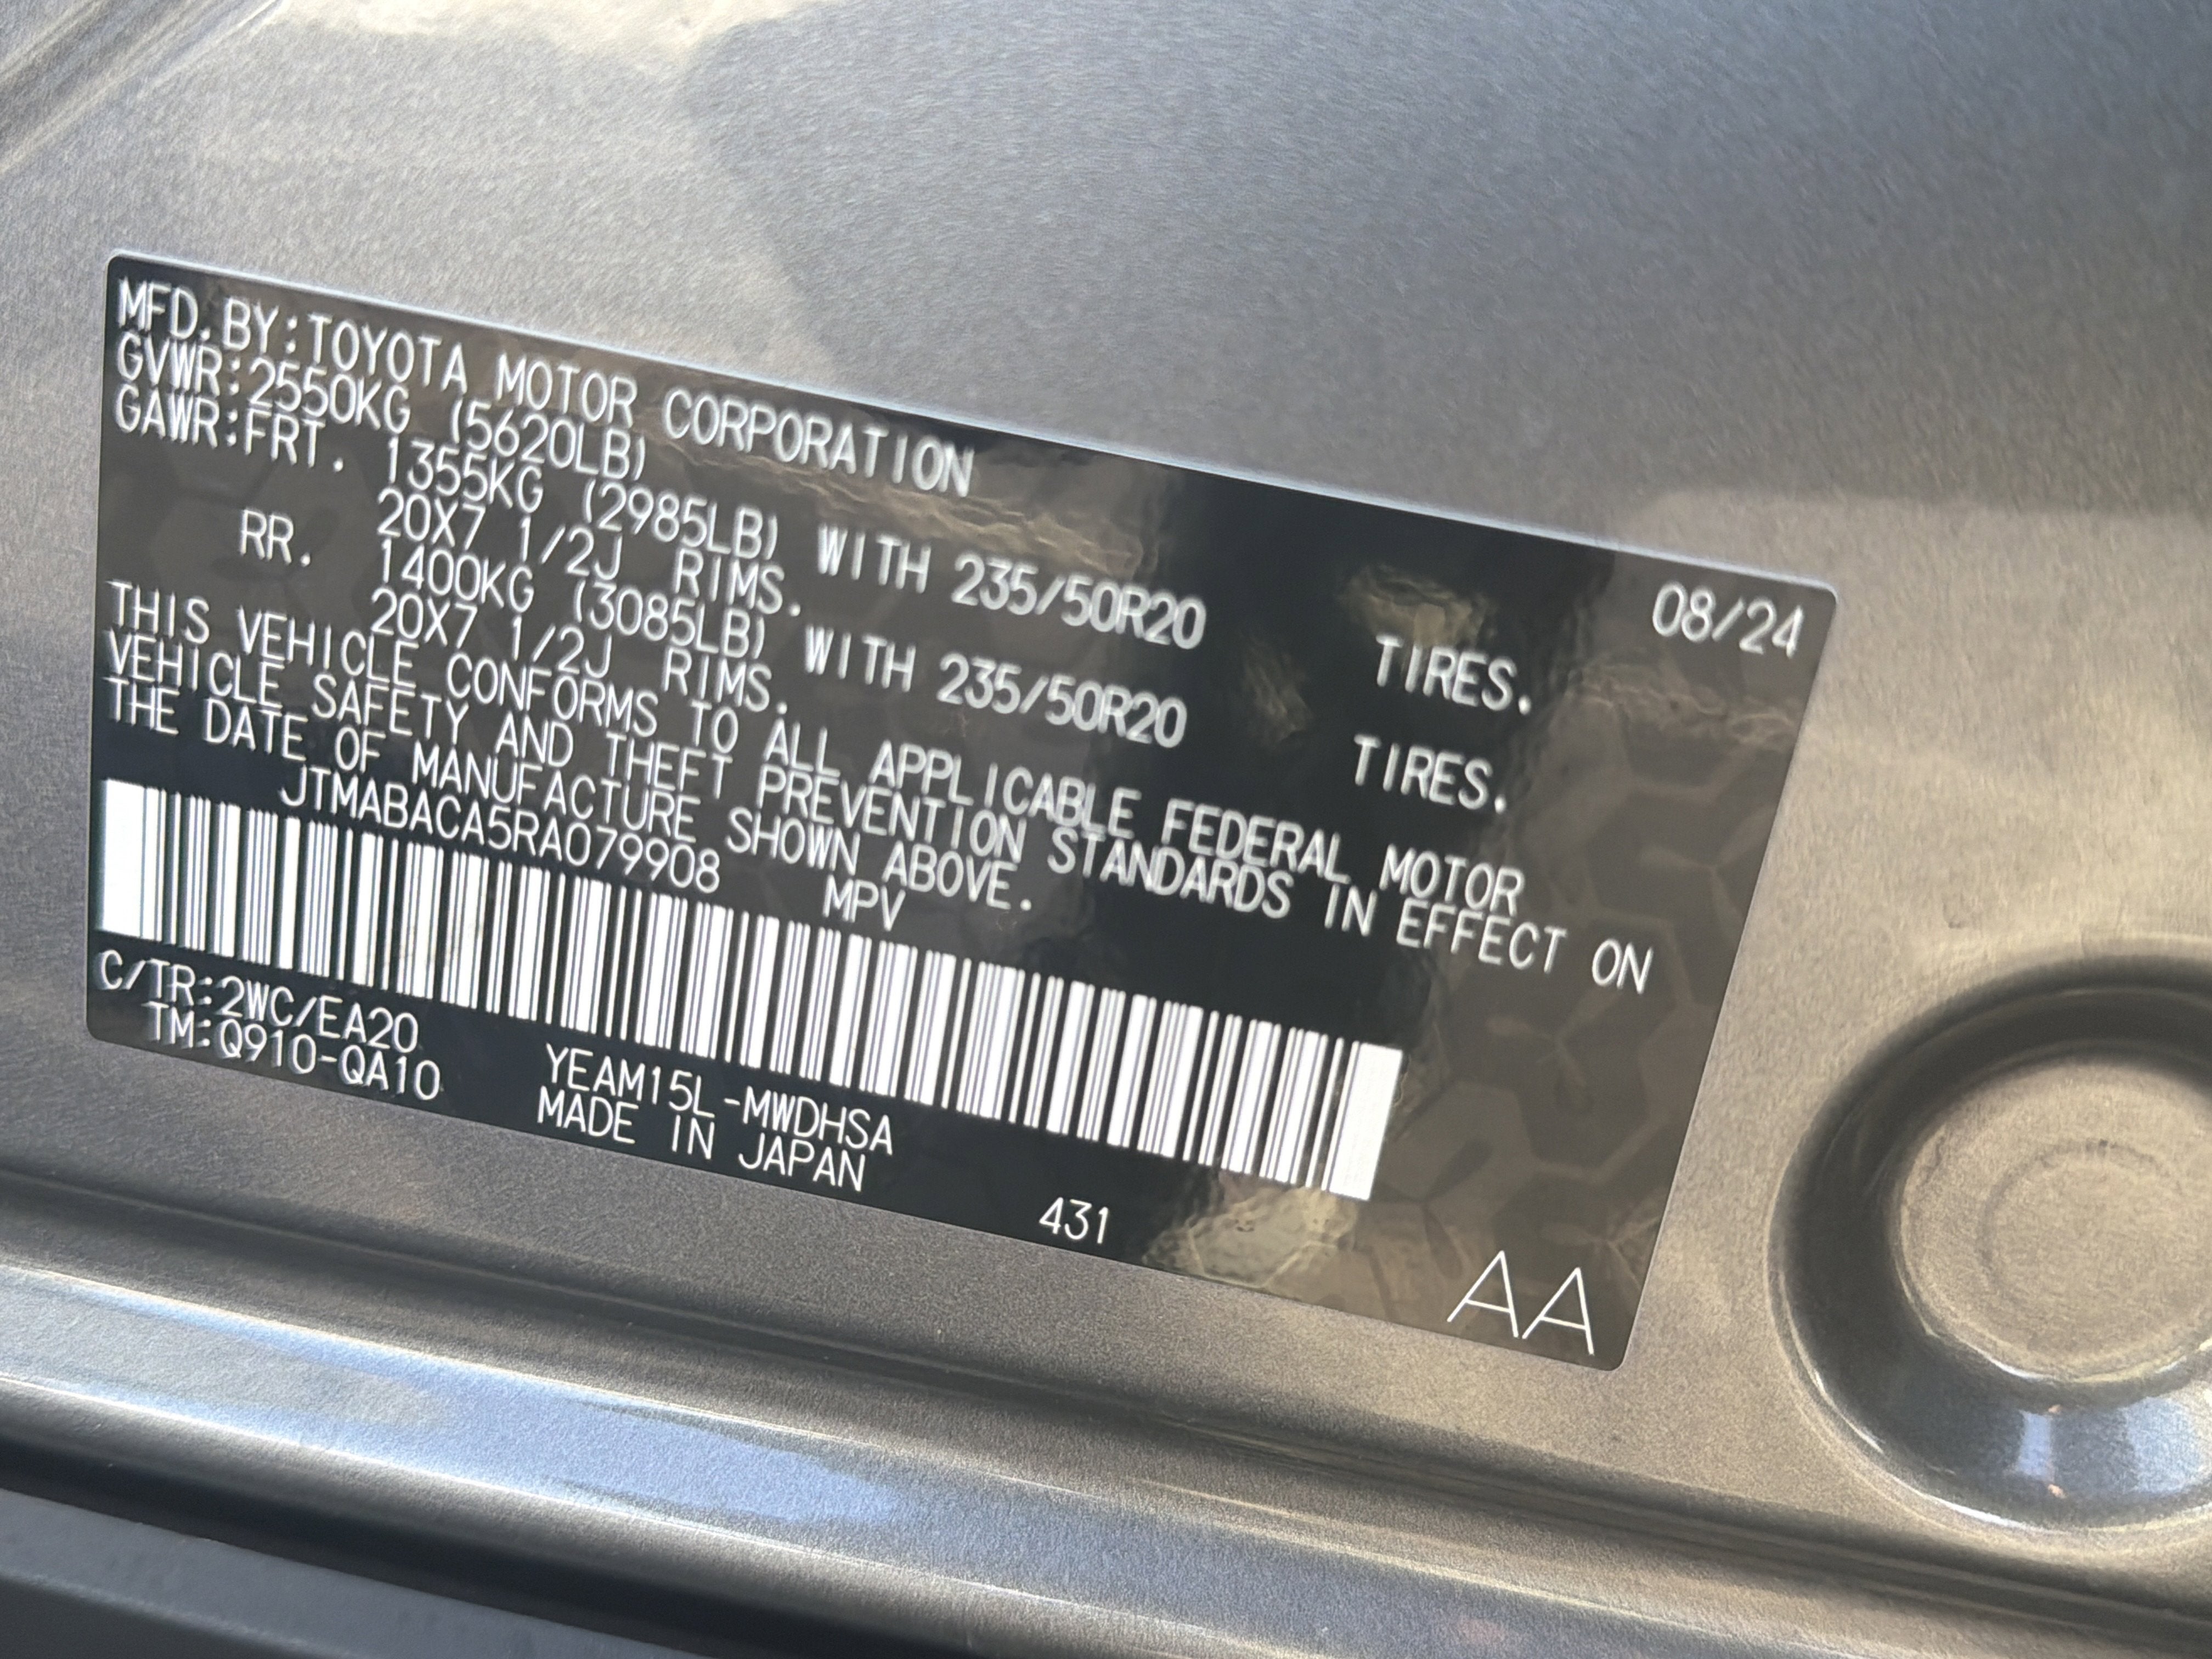 MFD.BY:TOYOTA MOTOR CORPORATION 08/24
GVWR:2550KG (5620LB)
GAWR:FRT. 1355KG (2985LB) WITH 235/50R20 TIRES.
20X7 1/2J RIMS.
RR. 1400KG (3085LB) WITH 235/50R20 TIRES.
20X7 1/2J RIMS.
THIS VEHICLE CONFORMS TO ALL APPLICABLE FEDERAL MOTOR
VEHICLE SAFETY AND THEFT PREVENTION STANDARDS IN EFFECT ON
THE DATE OF MANUFACTURE SHOWN ABOVE.
JTMABACA5RA079908 MPV
C/TR:2WC/EA20 YEAM15L-MWDHSA
TM:Q910-QA10 MADE IN JAPAN 431
AA